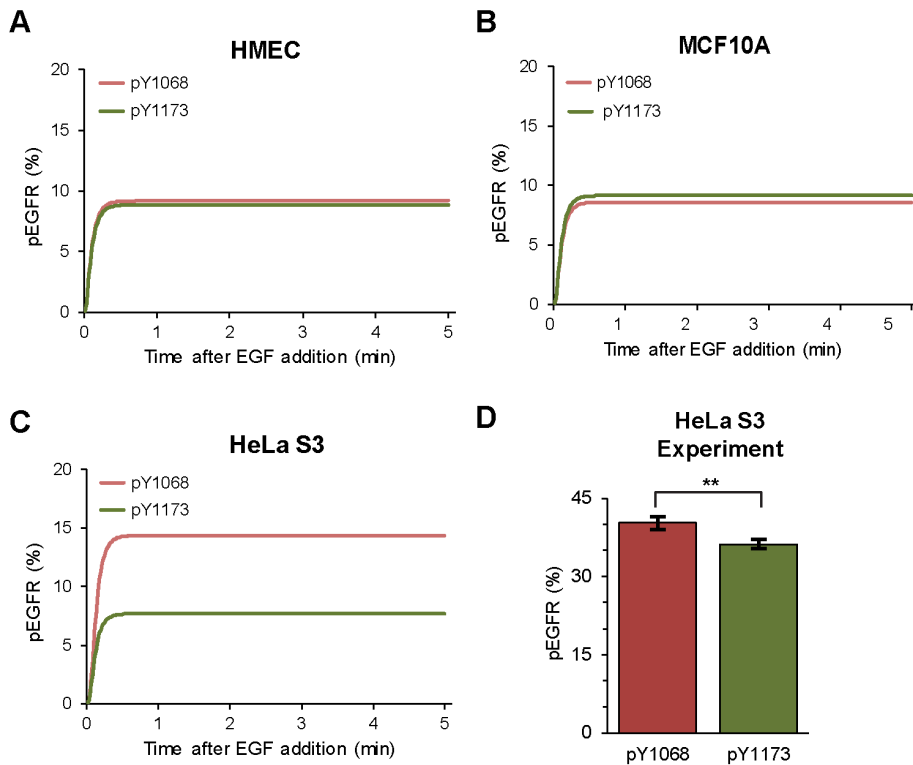 A
HMEC
20
15
10
5
0
pEGFR (%)
pY1068
pY1173
0 1 2 3 4 5
Time after EGF addition (min)
B
MCF10A
20
15
10
5
0
pEGFR (%)
pY1068
pY1173
0 1 2 3 4 5
Time after EGF addition (min)
C
HeLa S3
20
15
10
5
0
pEGFR (%)
pY1068
pY1173
0 1 2 3 4 5
Time after EGF addition (min)
D
HeLa S3
Experiment
**
45
30
15
0
pEGFR (%)
pY1068 pY1173